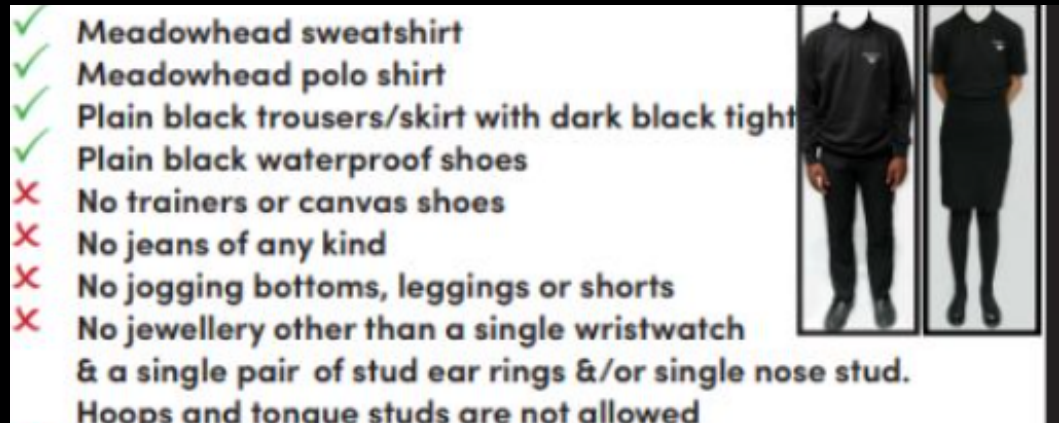 Meadowhead sweatshirt
Meadowhead polo shirt
Plain black trousers/skirt with dark black tight
Plain black waterproof shoes
No trainers or canvas shoes
No jeans of any kind
No jogging bottoms, leggings or shorts
No jewellery other than a single wristwatch
& a single pair of stud ear rings &/or single nose stud.
Hoops and tongue studs are not allowed